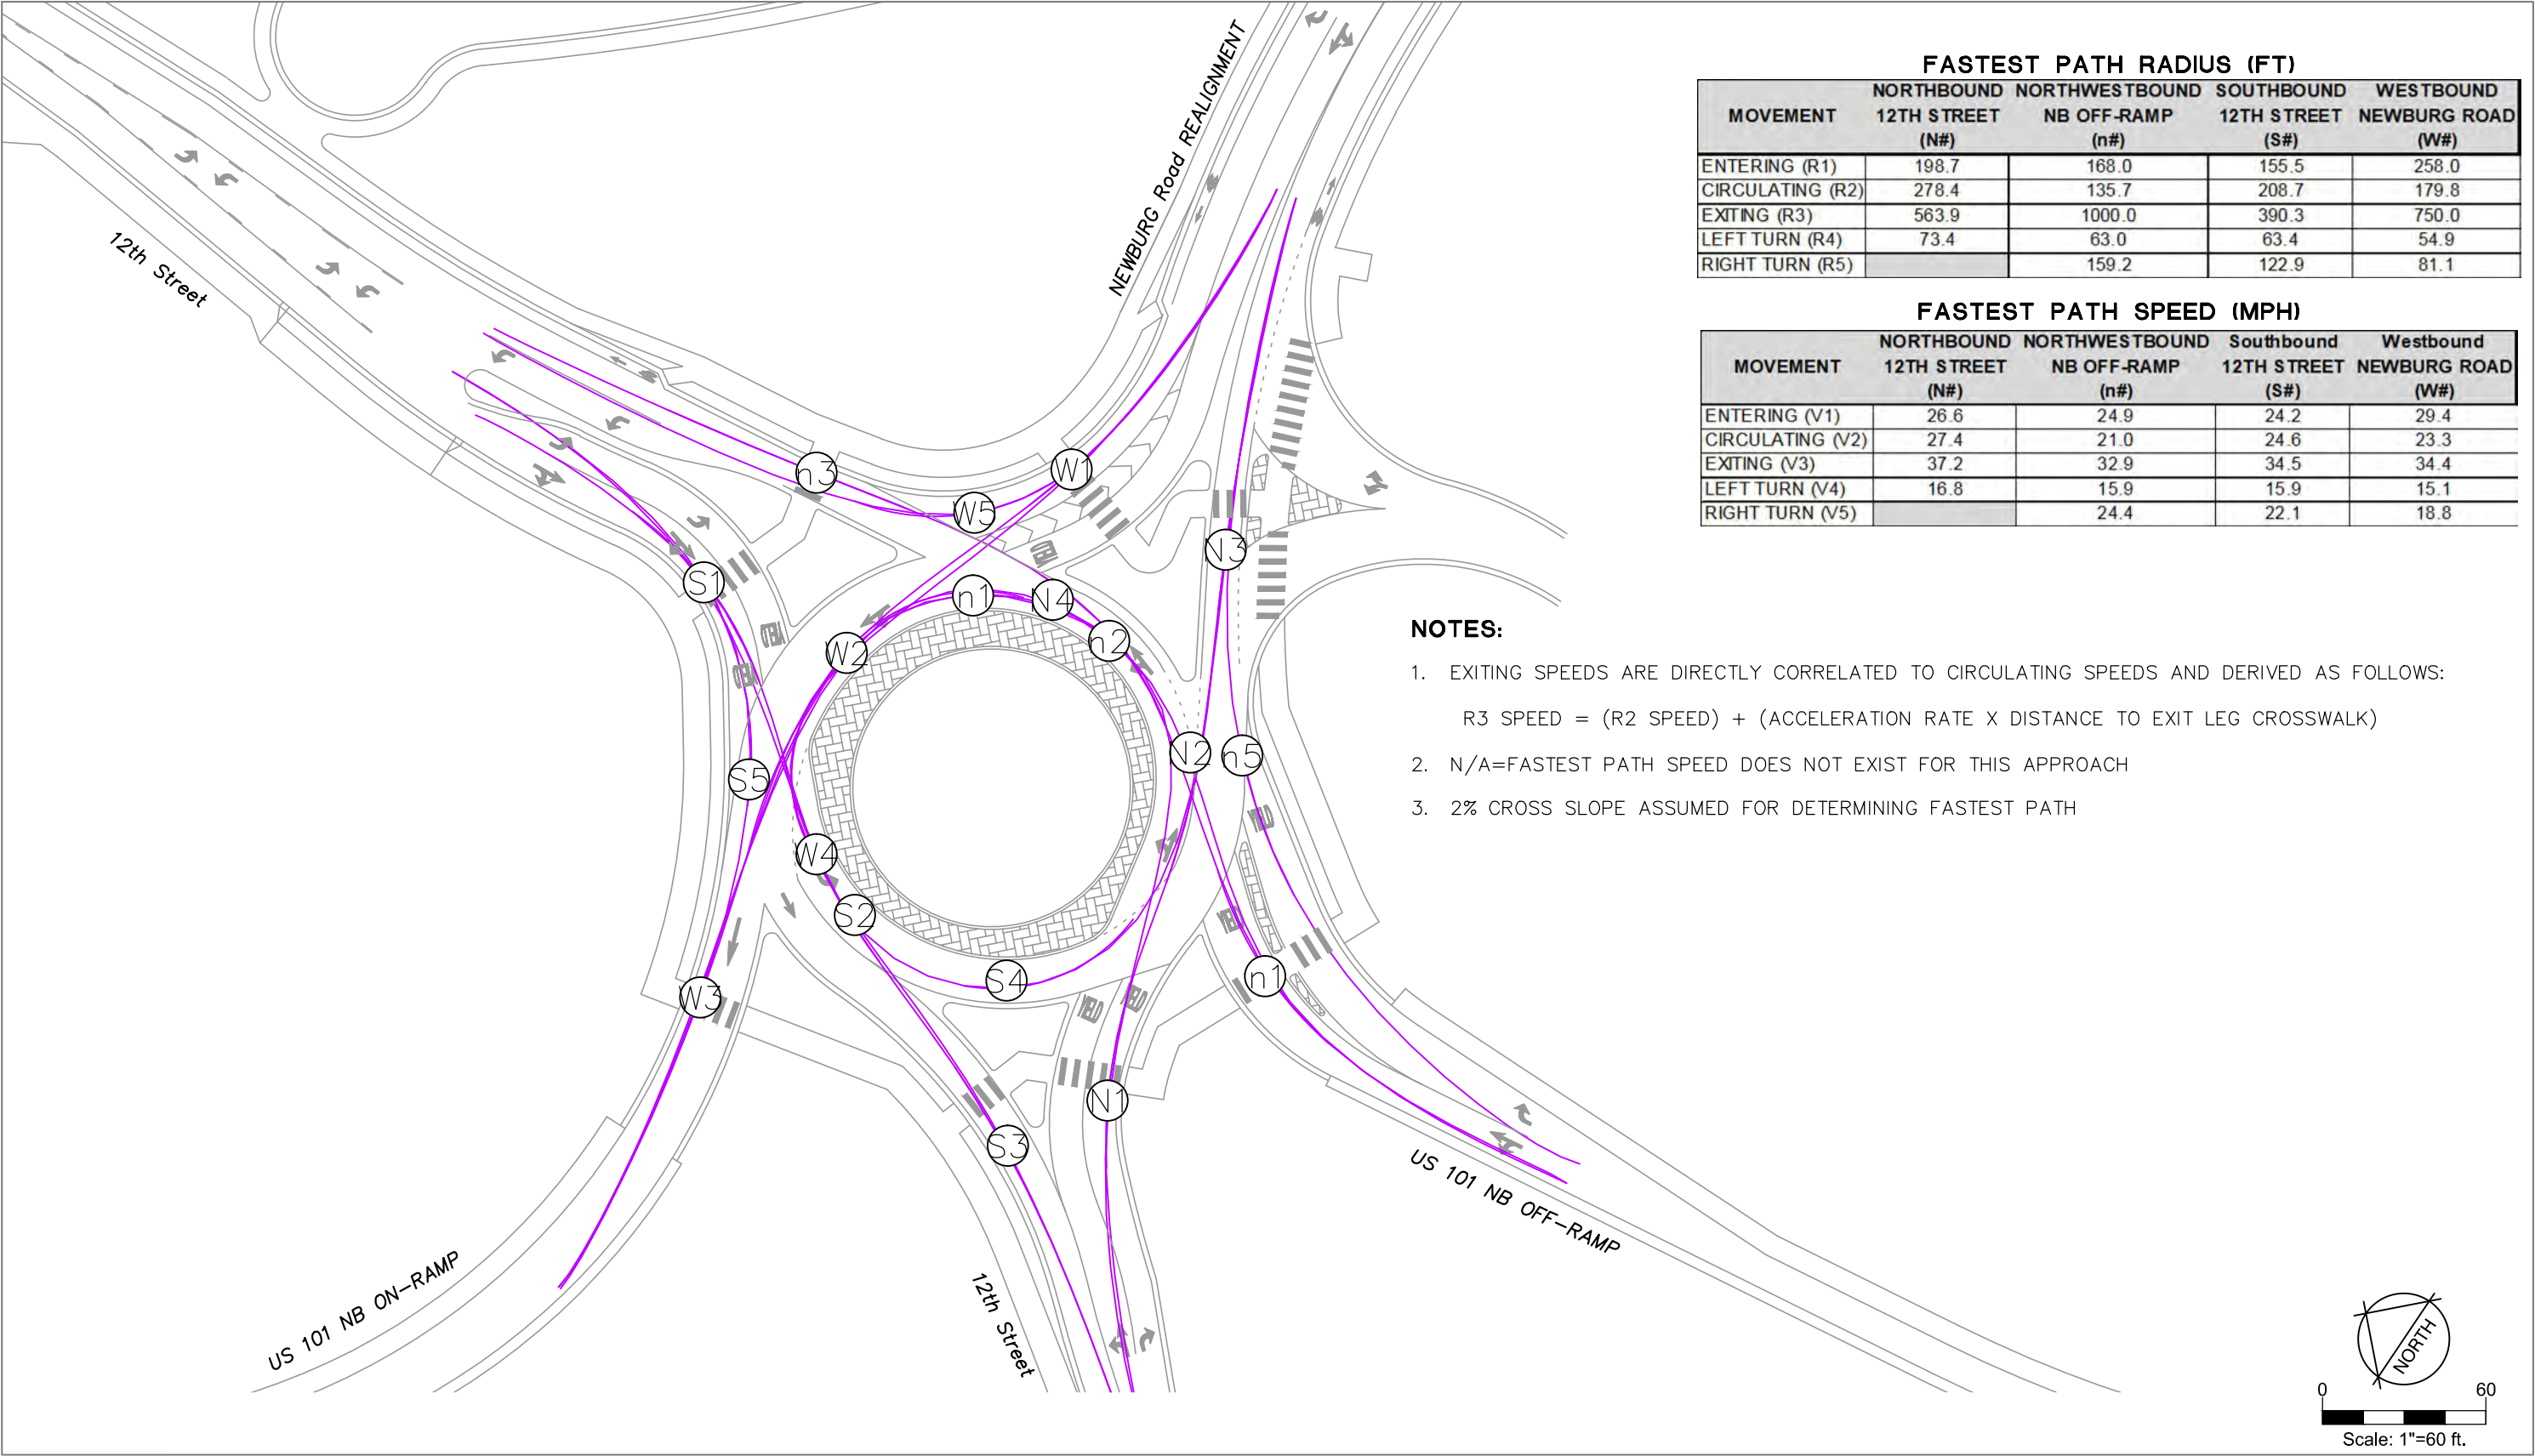 FASTEST PATH RADIUS (FT)
MOVEMENT NORTHBOUND 12TH STREET (N#) NORTHWESTBOUND NB OFF-RAMP (n#) SOUTHBOUND 12TH STREET (S#) WESTBOUND NEWBURG ROAD (W#)
ENTERING (R1) 198.7 168.0 155.5 258.0
CIRCULATING (R2) 278.4 135.7 208.7 179.8
EXITING (R3) 563.9 1000.0 390.3 750.0
LEFT TURN (R4) 73.4 63.0 63.4 54.9
RIGHT TURN (R5) 159.2 122.9 81.1
FASTEST PATH SPEED (MPH)
MOVEMENT NORTHBOUND 12TH STREET (N#) NORTHWESTBOUND NB OFF-RAMP (n#) Southbound 12TH STREET (S#) Westbound NEWBURG ROAD (W#)
ENTERING (V1) 26.6 24.9 24.2 29.4
CIRCULATING (V2) 27.4 21.0 24.6 23.3
EXITING (V3) 37.2 32.9 34.5 34.4
LEFT TURN (V4) 16.8 15.9 15.9 15.1
RIGHT TURN (V5) 24.4 22.1 18.8
NOTES:
1. EXITING SPEEDS ARE DIRECTLY CORRELATED TO CIRCULATING SPEEDS AND DERIVED AS FOLLOWS:
R3 SPEED = (R2 SPEED) + (ACCELERATION RATE X DISTANCE TO EXIT LEG CROSSWALK)
2. N/A=FASTEST PATH SPEED DOES NOT EXIST FOR THIS APPROACH
3. 2% CROSS SLOPE ASSUMED FOR DETERMINING FASTEST PATH
12th Street
NEWBURG Road REALIGNMENT
n3
W1
W5
N3
S1
n1
N4
n2
W2
N2
n5
S5
W4
S2
S4
n1
W3
N1
S3
US 101 NB ON-RAMP
12th Street
US 101 NB OFF-RAMP
NORTH
0 60
Scale: 1"=60 ft.